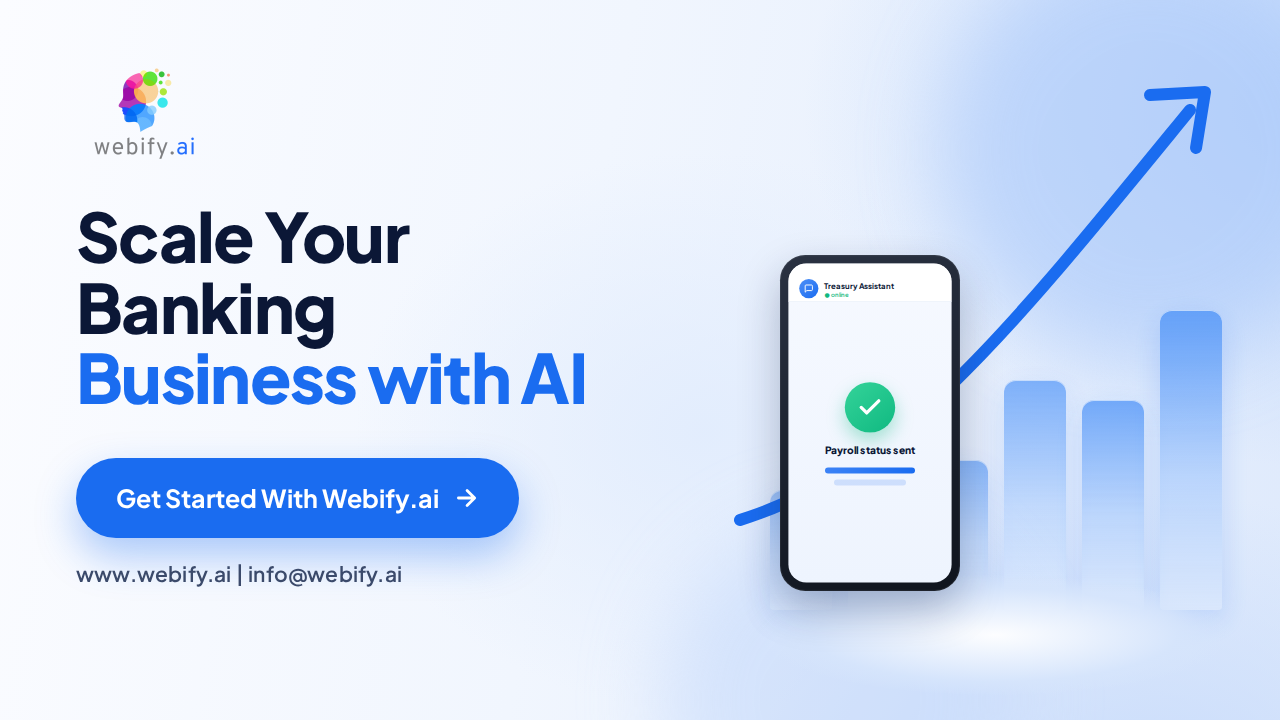 webify.ai
Scale Your
Banking
Business with AI
Get Started With Webify.ai
www.webify.ai | info@webify.ai
Treasury Assistant
online
Payroll status sent